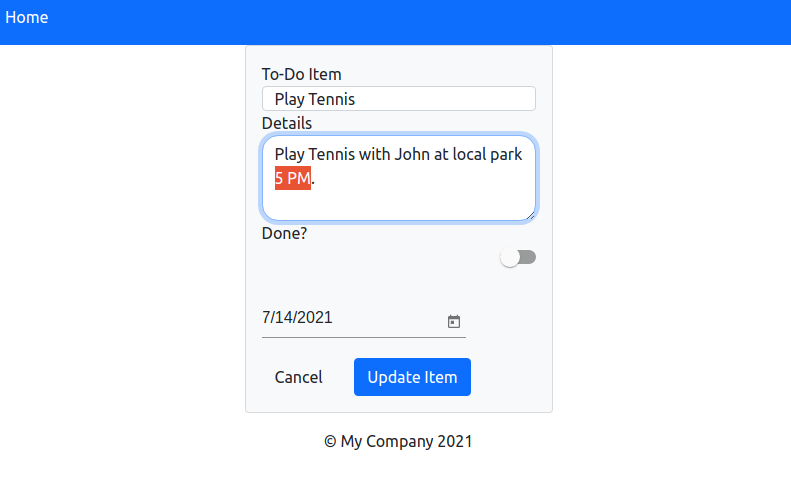 Home
To-Do Item
Play Tennis
Details
Play Tennis with John at local park
5 PM.
Done?
7/14/2021
Cancel
Update Item
© My Company 2021